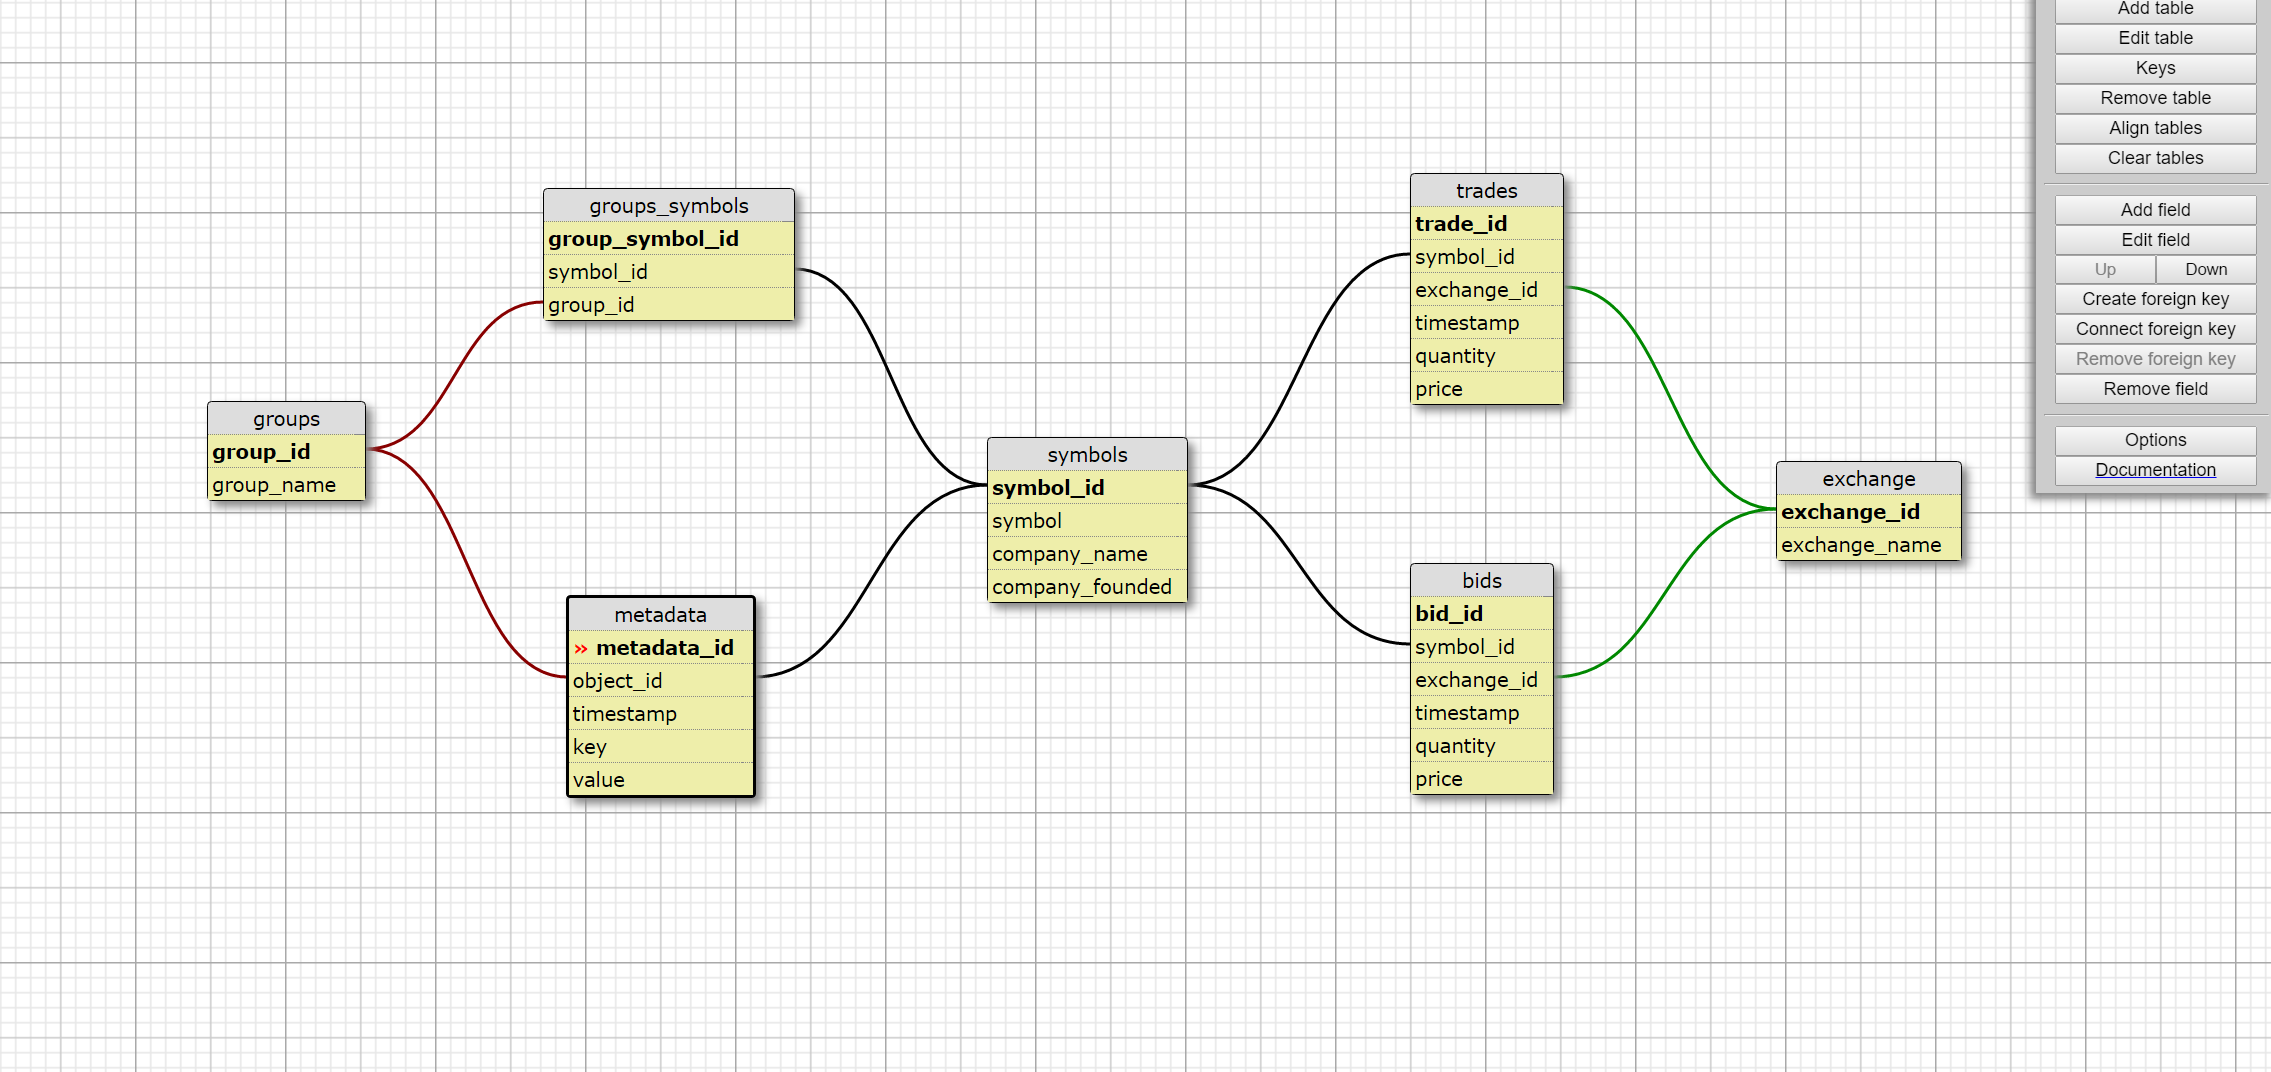 groups_symbols
group_symbol_id
symbol_id
group_id
groups
group_id
group_name
metadata
» metadata_id
object_id
timestamp
key
value
symbols
symbol_id
symbol
company_name
company_founded
trades
trade_id
symbol_id
exchange_id
timestamp
quantity
price
bids
bid_id
symbol_id
exchange_id
timestamp
quantity
price
exchange
exchange_id
exchange_name
Add table
Edit table
Keys
Remove table
Align tables
Clear tables
Add field
Edit field
Up Down
Create foreign key
Connect foreign key
Remove foreign key
Remove field
Options
Documentation